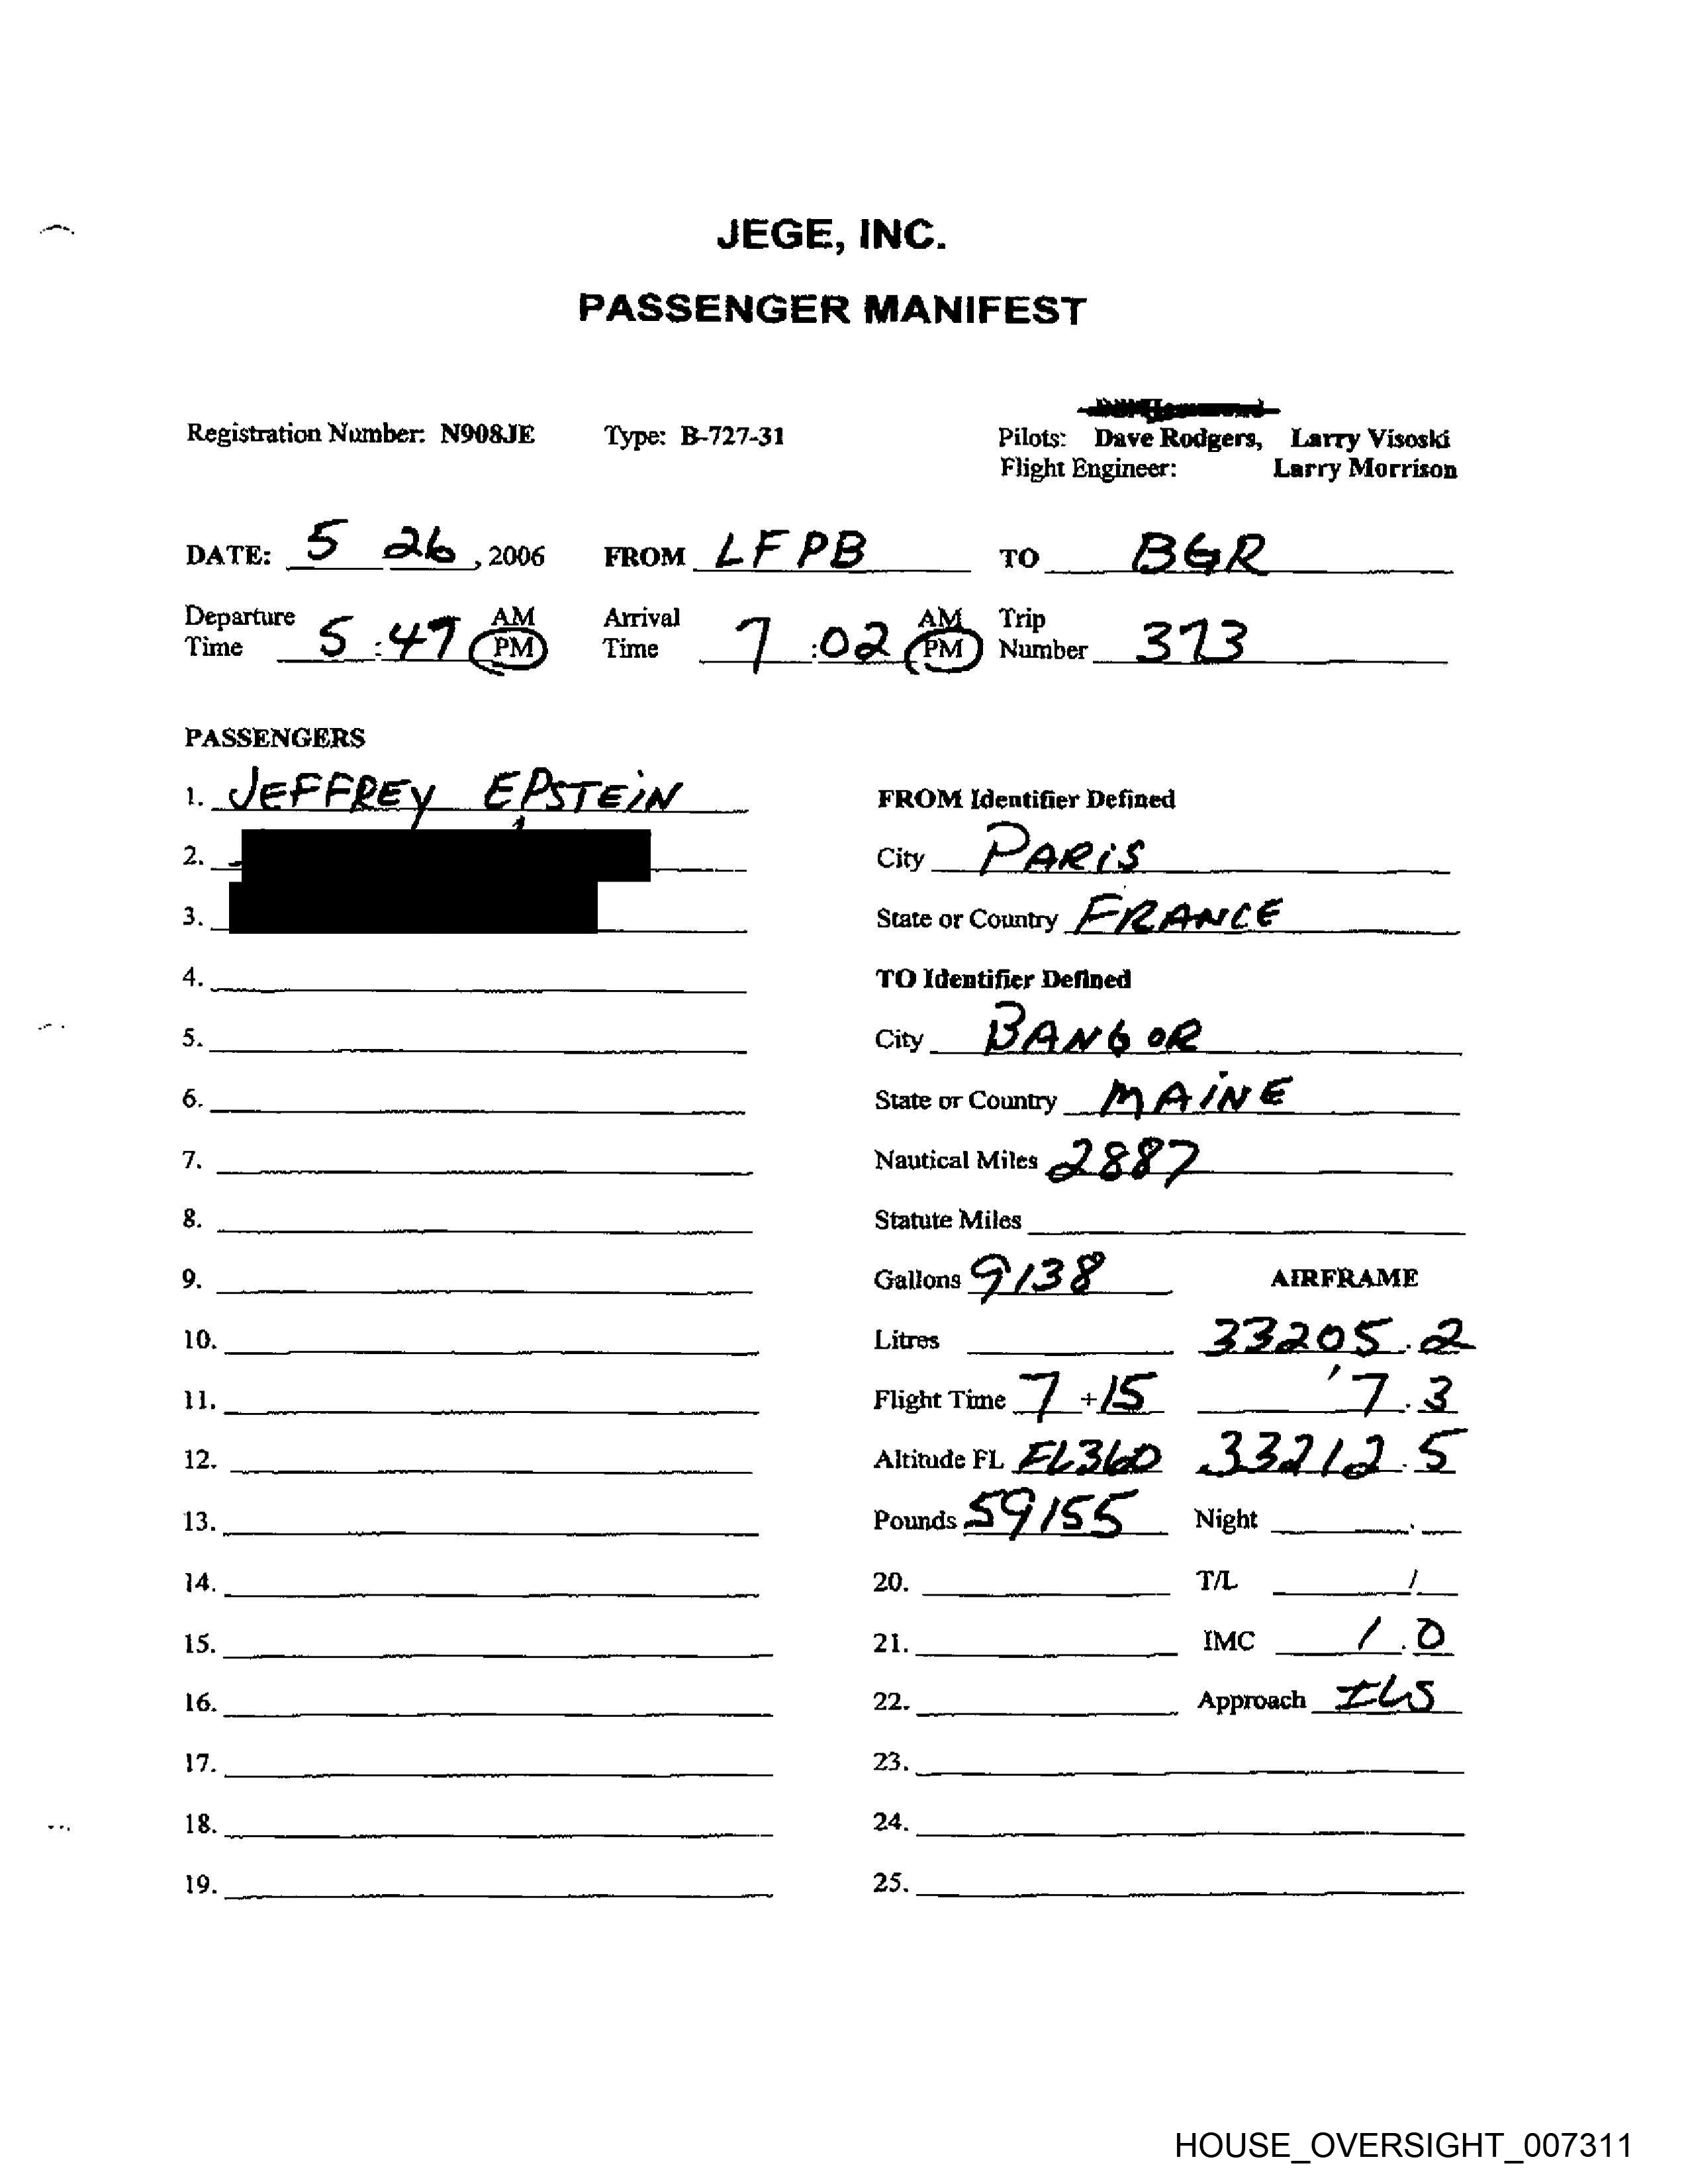 JEGE, INC.
PASSENGER MANIFEST
Registration Number: N908JE Type: B-727-31 Pilots: Dave Rodgers, Larry Visoski
Flight Engineer: Larry Morrison
DATE: 5 26, 2006 FROM LFPB TO BGR
Departure Time 5:47 AM PM Arrival Time 7:02 AM PM Trip Number 373
PASSENGERS
1. JEFFREY EPSTEIN FROM Identifier Defined
2. City PARIS
3. State or Country FRANCE
4. TO Identifier Defined
5. City BANGOR
6. State or Country MAINE
7. Nautical Miles 2887
8. Statute Miles
9. Gallons 9138 AIRFRAME
10. Litres 33205.2
11. Flight Time 7+15 7.3
12. Altitude FL FL360 33212.5
13. Pounds 59155 Night .
14. 20. T/L /
15. 21. IMC 1.0
16. 22. Approach ILS
17. 23.
18. 24.
19. 25.
HOUSE_OVERSIGHT_007311